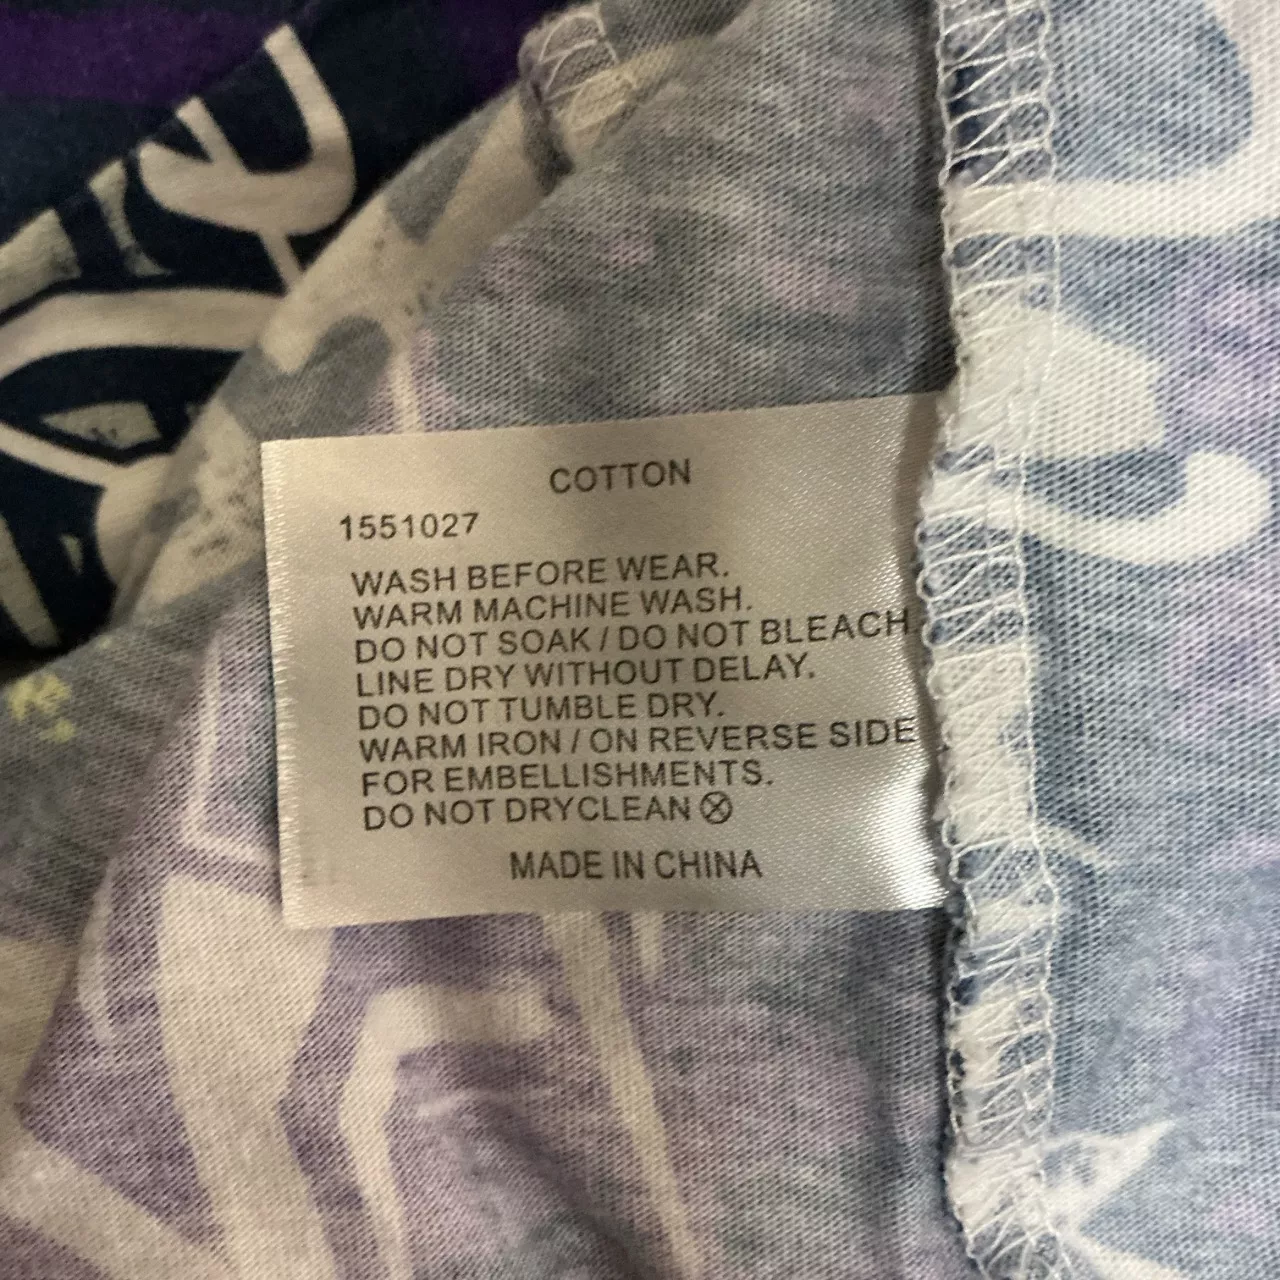 COTTON
1551027
WASH BEFORE WEAR.
WARM MACHINE WASH.
DO NOT SOAK / DO NOT BLEACH
LINE DRY WITHOUT DELAY.
DO NOT TUMBLE DRY.
WARM IRON / ON REVERSE SIDE
FOR EMBELLISHMENTS.
DO NOT DRYCLEAN ⓧ
MADE IN CHINA